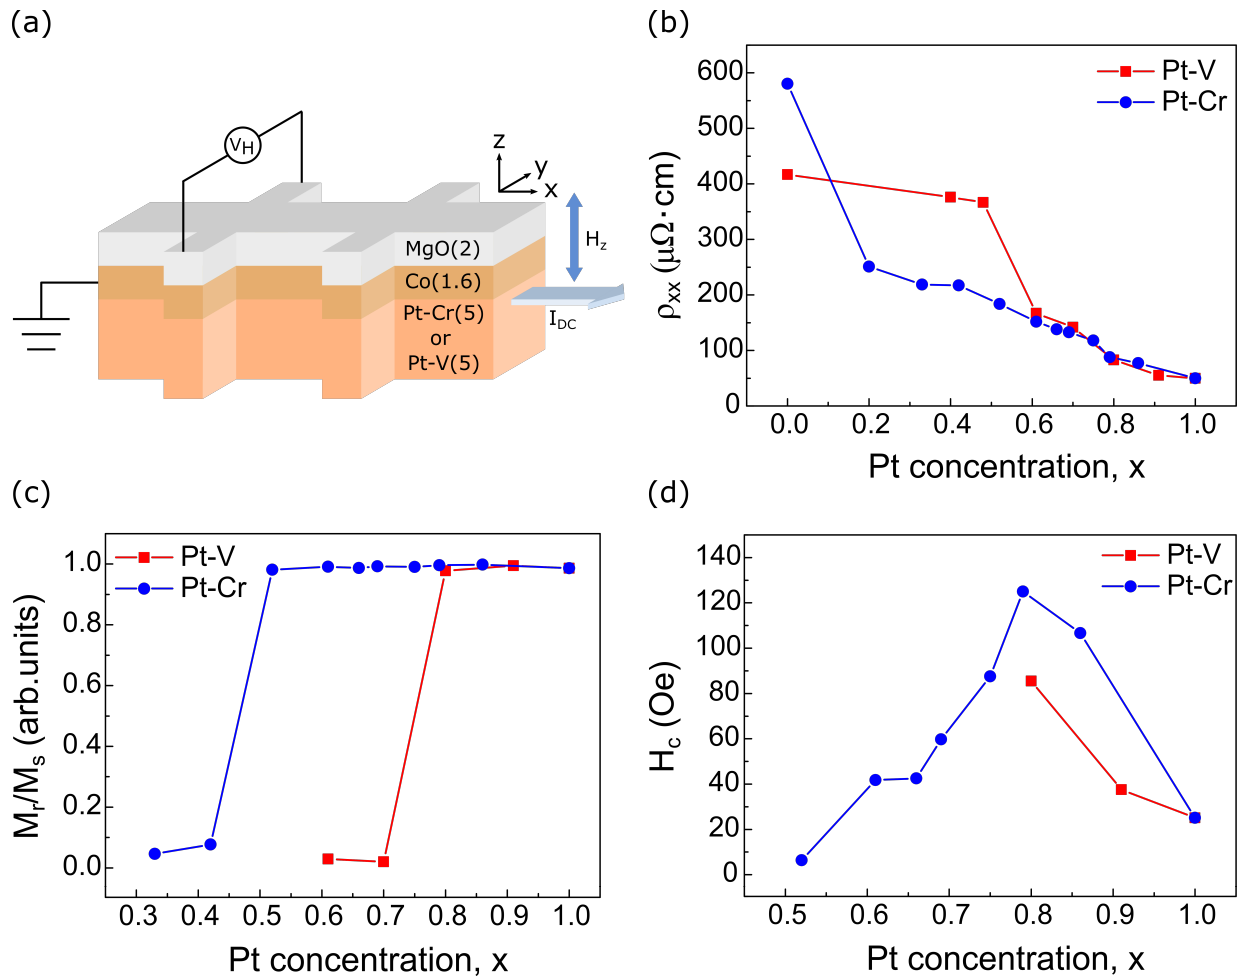 (a)
V_H
z
y
x
H_z
MgO(2)
Co(1.6)
Pt-Cr(5)
or
Pt-V(5)
I_DC
(b)
Pt-V
Pt-Cr
600
500
400
300
200
100
0
ρ_xx (μΩ·cm)
0.0 0.2 0.4 0.6 0.8 1.0
Pt concentration, x
(c)
Pt-V
Pt-Cr
1.0
0.8
0.6
0.4
0.2
0.0
M_r/M_s (arb.units)
0.3 0.4 0.5 0.6 0.7 0.8 0.9 1.0
Pt concentration, x
(d)
Pt-V
Pt-Cr
140
120
100
80
60
40
20
0
H_c (Oe)
0.5 0.6 0.7 0.8 0.9 1.0
Pt concentration, x